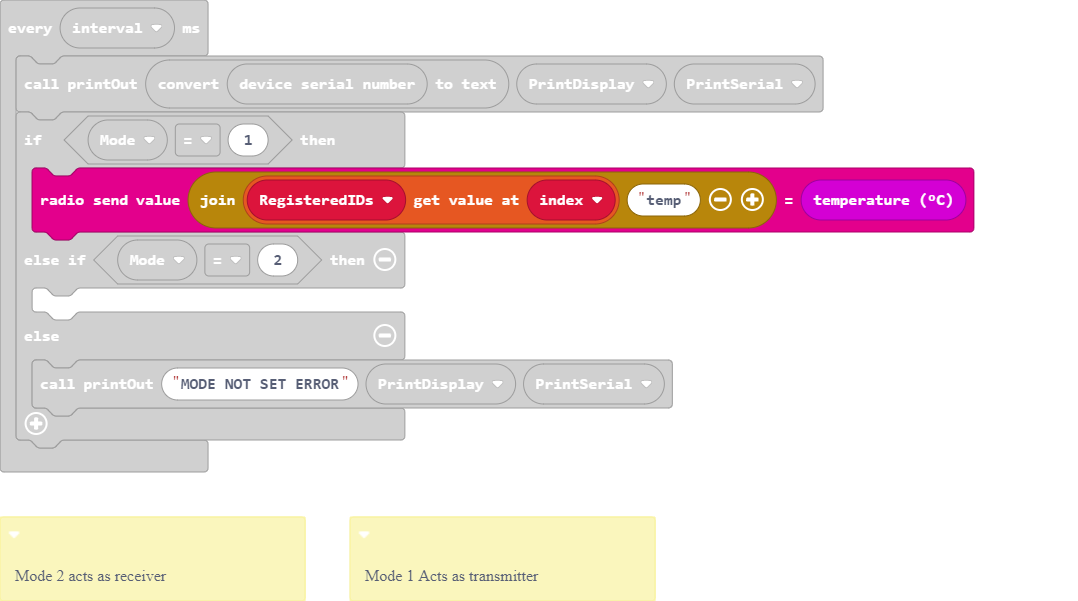 every interval ms
call printOut convert device serial number to text PrintDisplay PrintSerial
if Mode = 1 then
radio send value join RegisteredIDs get value at index "temp" = temperature (°C)
else if Mode = 2 then
else
call printOut "MODE NOT SET ERROR" PrintDisplay PrintSerial
Mode 2 acts as receiver
Mode 1 Acts as transmitter